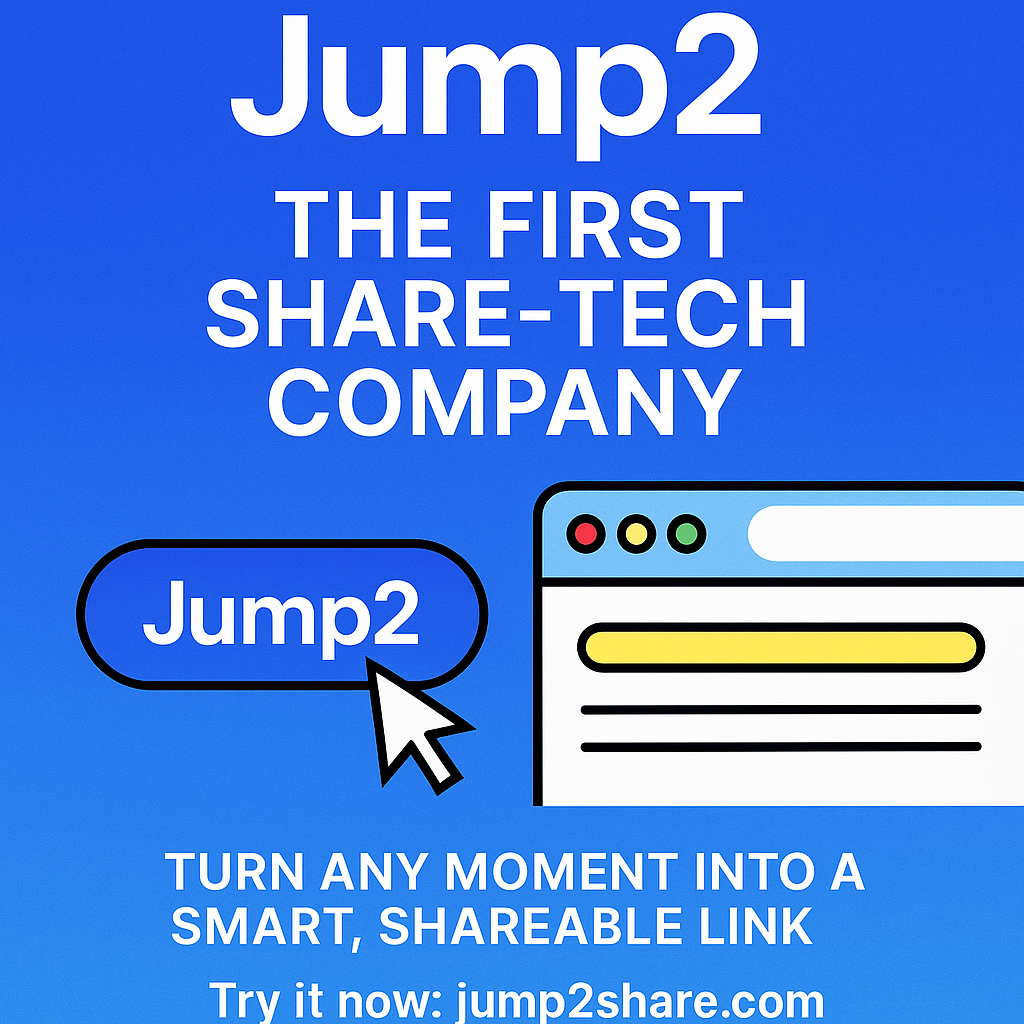 Jump2
THE FIRST
SHARE-TECH
COMPANY
Jump2
TURN ANY MOMENT INTO A
SMART, SHAREABLE LINK
Try it now: jump2share.com